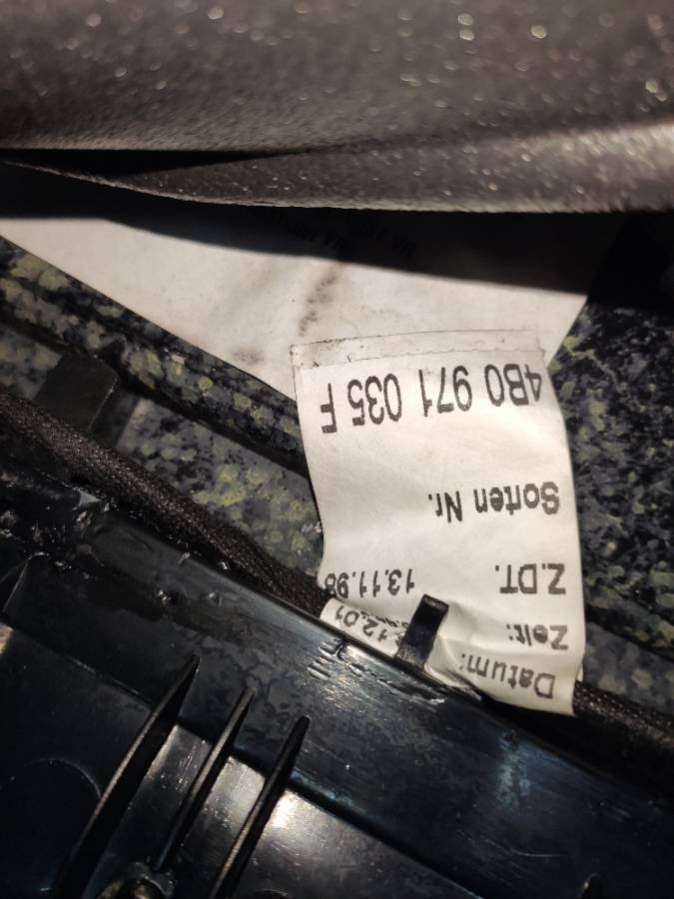 4B0 971 035 F
Sorten Nr.
Z.DT. 13.11.98
Zeit:
Datum: